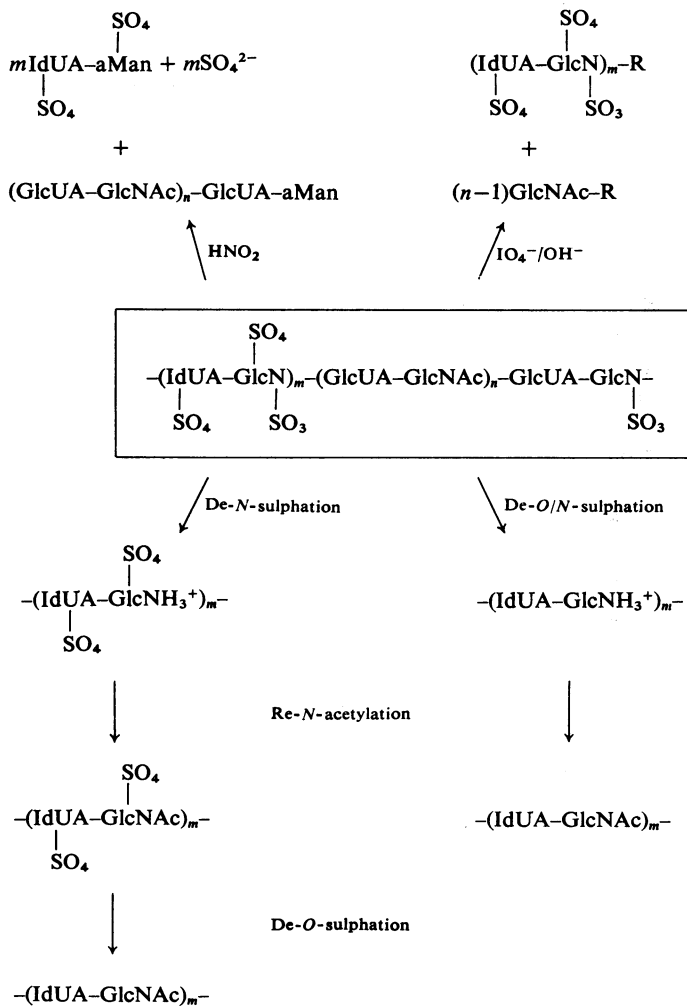 SO₄ SO₄
mIdUA–aMan + mSO₄²⁻ (IdUA–GlcN)ₘ–R
SO₄ SO₄ SO₃
+ +
(GlcUA–GlcNAc)ₙ–GlcUA–aMan (n−1)GlcNAc–R
HNO₂ IO₄⁻/OH⁻
SO₄
–(IdUA–GlcN)ₘ–(GlcUA–GlcNAc)ₙ–GlcUA–GlcN–
SO₄ SO₃ SO₃
De-N-sulphation De-O/N-sulphation
SO₄
–(IdUA–GlcNH₃⁺)ₘ– –(IdUA–GlcNH₃⁺)ₘ–
SO₄
Re-N-acetylation
SO₄
–(IdUA–GlcNAc)ₘ– –(IdUA–GlcNAc)ₘ–
SO₄
De-O-sulphation
–(IdUA–GlcNAc)ₘ–